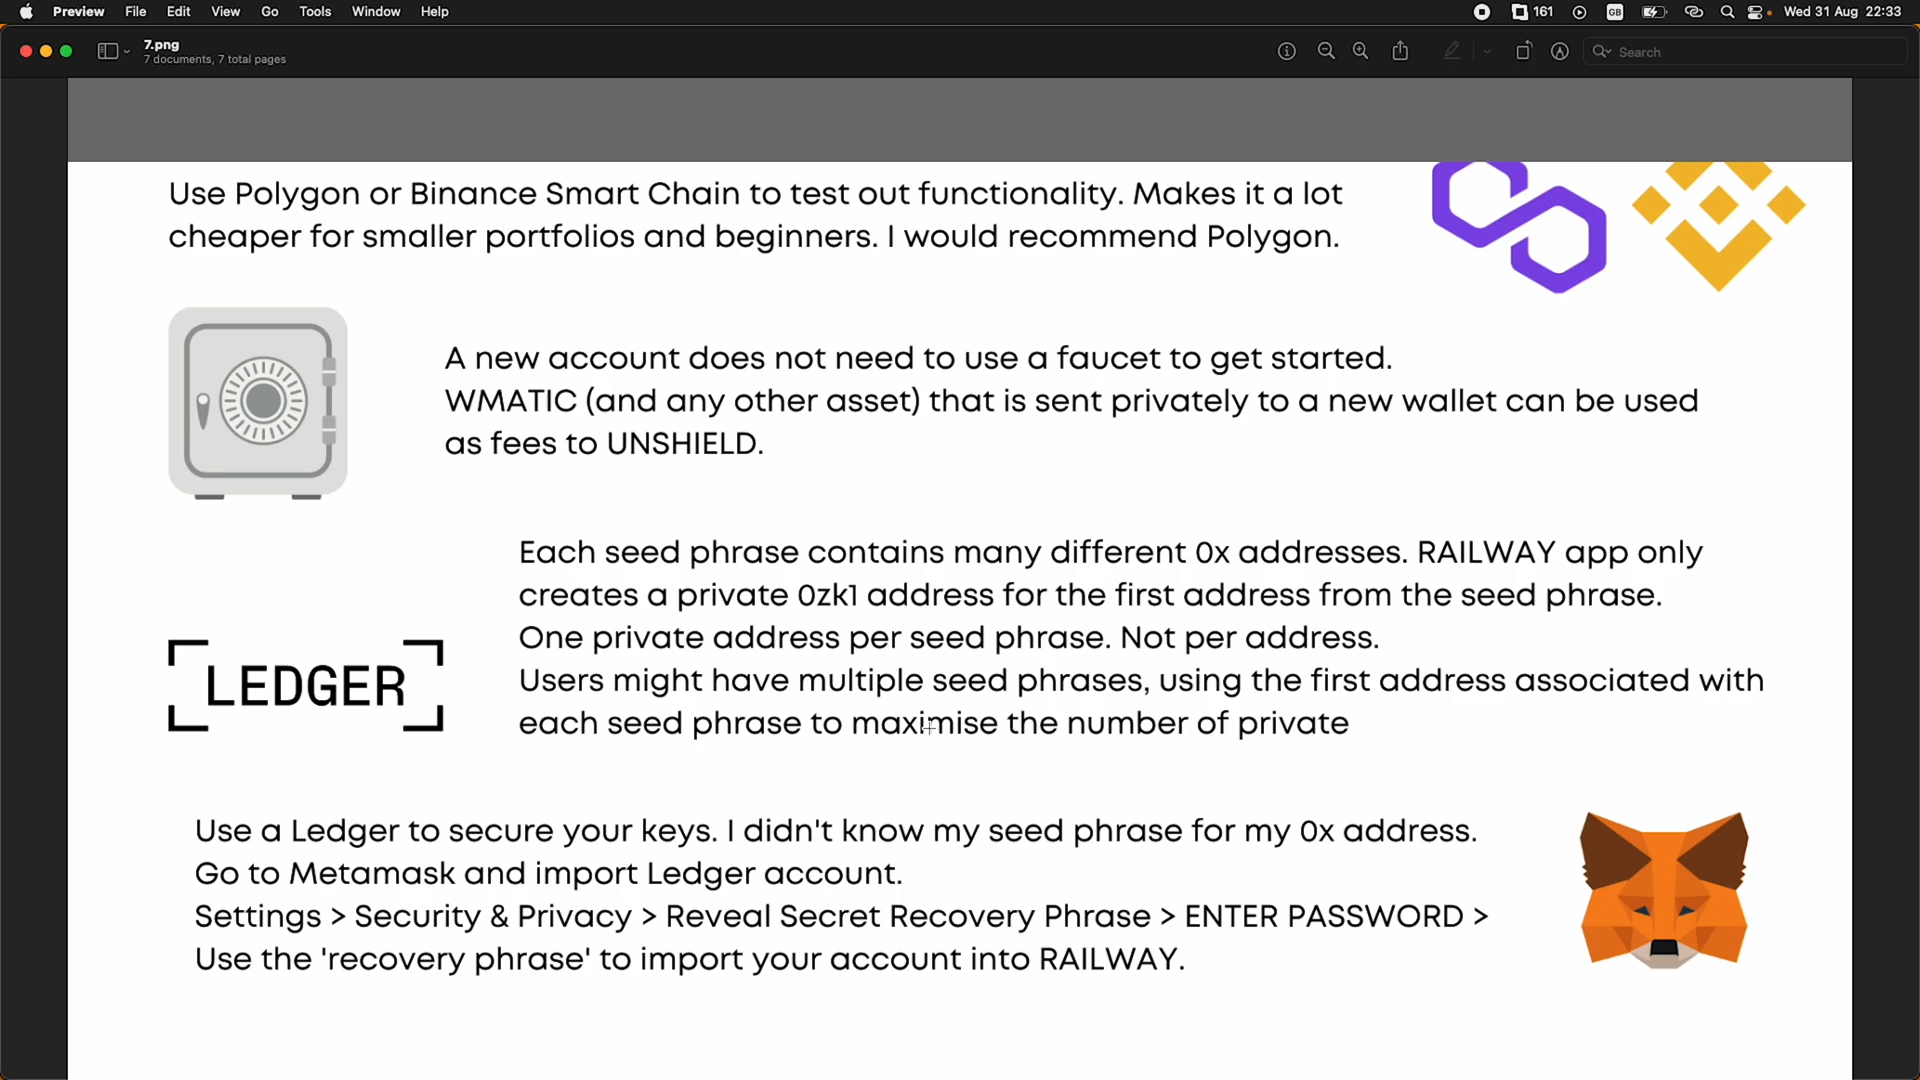 Preview File Edit View Go Tools Window Help
161 GB Wed 31 Aug 22:33
7.png
7 documents, 7 total pages
Search
Use Polygon or Binance Smart Chain to test out functionality. Makes it a lot
cheaper for smaller portfolios and beginners. I would recommend Polygon.
A new account does not need to use a faucet to get started.
WMATIC (and any other asset) that is sent privately to a new wallet can be used
as fees to UNSHIELD.
Each seed phrase contains many different 0x addresses. RAILWAY app only
creates a private 0zk1 address for the first address from the seed phrase.
One private address per seed phrase. Not per address.
Users might have multiple seed phrases, using the first address associated with
each seed phrase to maximise the number of private
LEDGER
Use a Ledger to secure your keys. I didn't know my seed phrase for my 0x address.
Go to Metamask and import Ledger account.
Settings > Security & Privacy > Reveal Secret Recovery Phrase > ENTER PASSWORD >
Use the 'recovery phrase' to import your account into RAILWAY.